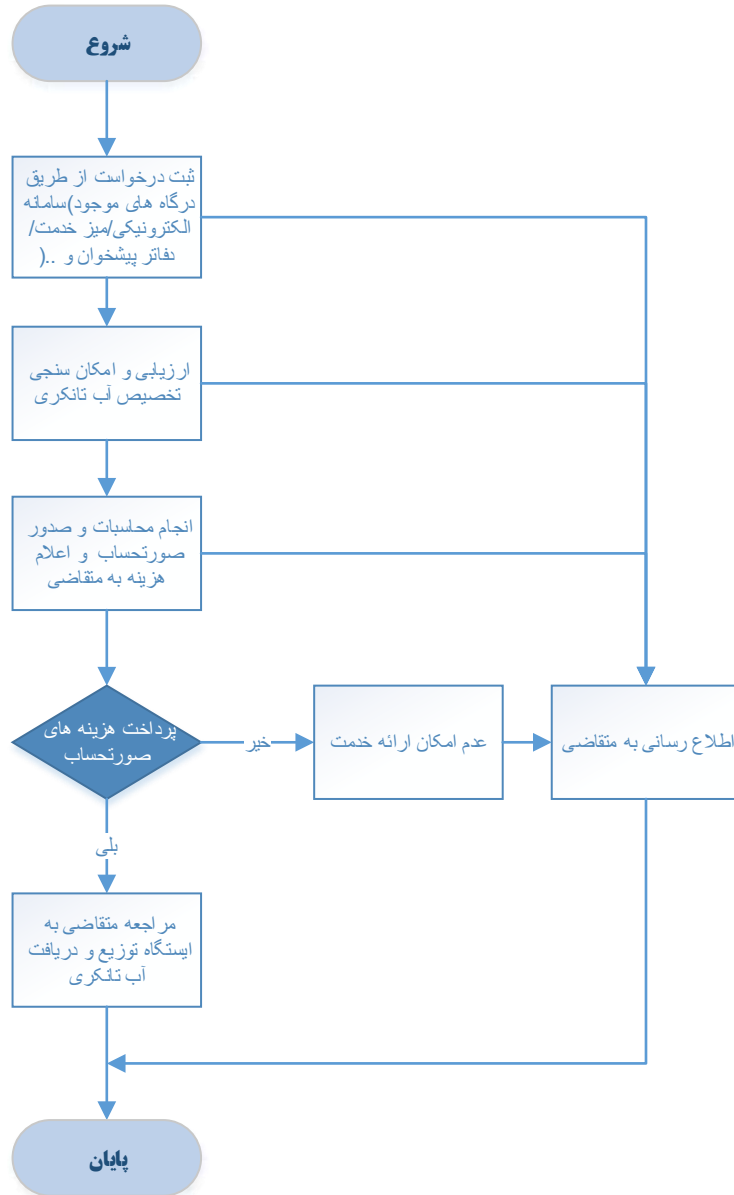 شروع
ثبت درخواست از طریق
درگاه های موجود)سامانه
الکترونیکی/میز خدمت/
دفاتر پیشخوان و ..(
ارزیابی و امکان سنجی
تخصیص آب تانکری
انجام محاسبات و صدور
صورتحساب و اعلام
هزینه به متقاضی
پرداخت هزینه های
صورتحساب
خیر
عدم امکان ارائه خدمت
اطلاع رسانی به متقاضی
بلی
مراجعه متقاضی به
ایستگاه توزیع و دریافت
آب تانکری
پایان